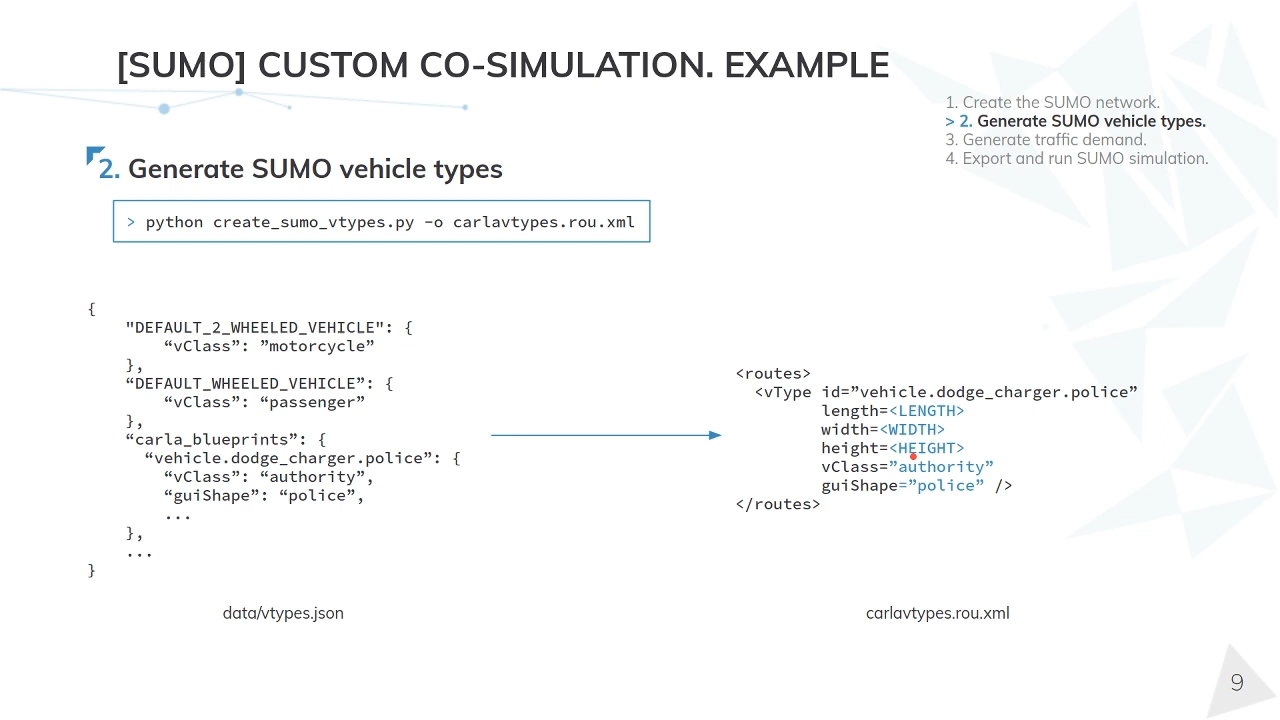 [SUMO] CUSTOM CO-SIMULATION. EXAMPLE
1. Create the SUMO network.
> 2. Generate SUMO vehicle types.
3. Generate traffic demand.
4. Export and run SUMO simulation.
2. Generate SUMO vehicle types
> python create_sumo_vtypes.py -o carlavtypes.rou.xml
{
"DEFAULT_2_WHEELED_VEHICLE": {
“vClass”: ”motorcycle”
},
“DEFAULT_WHEELED_VEHICLE”: {
“vClass”: “passenger”
},
“carla_blueprints”: {
“vehicle.dodge_charger.police”: {
“vClass”: “authority”,
“guiShape”: “police”,
...
},
...
}
data/vtypes.json
<routes>
<vType id=”vehicle.dodge_charger.police”
length=<LENGTH>
width=<WIDTH>
height=<HEIGHT>
vClass=”authority”
guiShape=”police” />
</routes>
carlavtypes.rou.xml
9